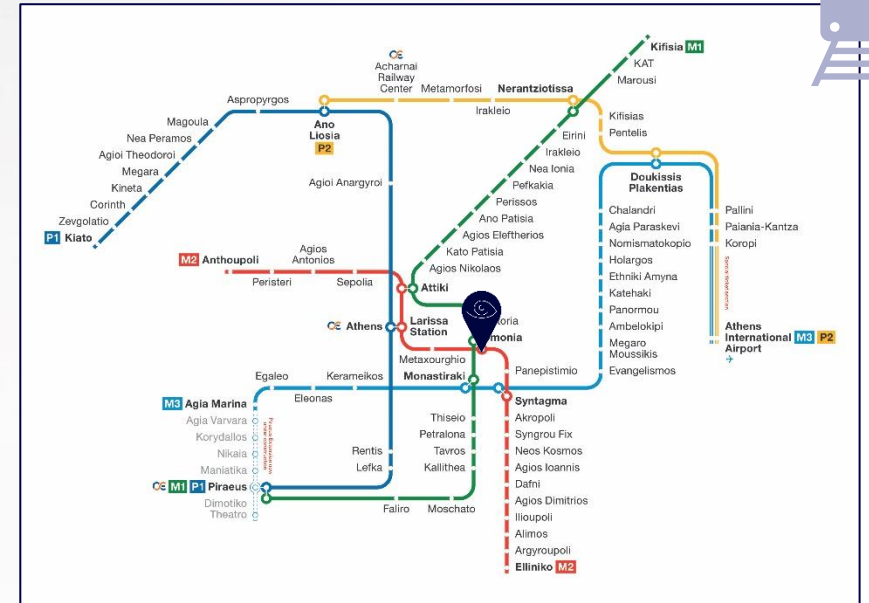 Kifisia M1
KAT
Marousi
OE
Acharnai
Railway
Center
Metamorfosi
Nerantziotissa
Irakleio
Aspropyrgos
Ano
Liosia
P2
Magoula
Nea Peramos
Agioi Theodoroi
Megara
Kineta
Corinth
Zevgolatio
P1 Kiato
Agioi Anargyroi
Kifisias
Pentelis
Eirini
Irakleio
Nea Ionia
Pefkakia
Perissos
Ano Patisia
Agios Eleftherios
Kato Patisia
Agios Nikolaos
Attiki
Doukissis
Plakentias
Chalandri
Agia Paraskevi
Nomismatokopio
Holargos
Ethniki Amyna
Katehaki
Panormou
Ambelokipi
Megaro
Moussikis
Evangelismos
Pallini
Paiania-Kantza
Koropi
Athens
International M3 P2
Airport
M2 Anthoupoli
Peristeri
Agios
Antonios
Sepolia
OE Athens
Larissa
Station
Metaxourghio
toria
monia
Panepistimio
Monastiraki
Syntagma
Egaleo
Kerameikos
Eleonas
M3 Agia Marina
Agia Varvara
Korydallos
Nikaia
Maniatika
OE M1 P1 Piraeus
Dimotiko
Theatro
Rentis
Lefka
Faliro
Moschato
Thiseio
Petralona
Tavros
Kallithea
Akropoli
Syngrou Fix
Neos Kosmos
Agios Ioannis
Dafni
Agios Dimitrios
Ilioupoli
Alimos
Argyroupoli
Elliniko M2